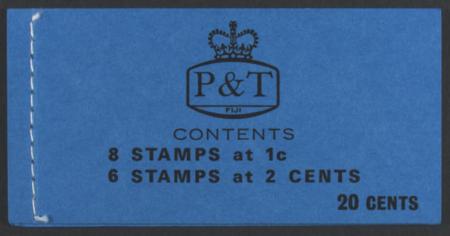 P&T
FIJI
CONTENTS
8 STAMPS at 1c
6 STAMPS at 2 CENTS
20 CENTS